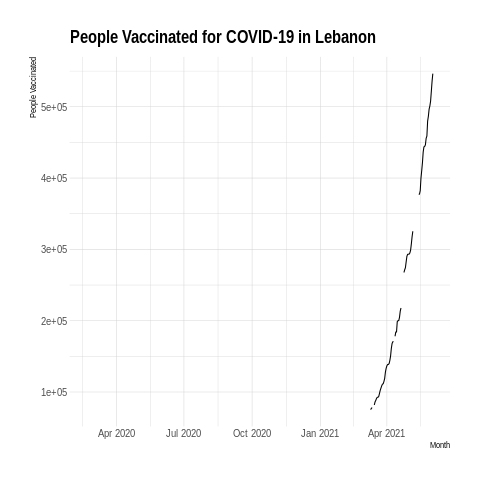 People Vaccinated for COVID-19 in Lebanon
People Vaccinated
5e+05
4e+05
3e+05
2e+05
1e+05
Apr 2020 Jul 2020 Oct 2020 Jan 2021 Apr 2021
Month